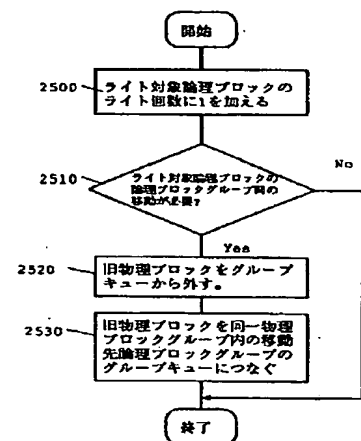 開始
2500
ライト対象論理ブロックの
ライト回数に1を加える
2510
ライト対象論理ブロックの
論理ブロックグループ間の
移動が必要?
No
Yes
2520
旧物理ブロックをグループ
キューから外す。
2530
旧物理ブロックを同一物理
ブロックグループ内の移動
先論理ブロックグループの
グループキューにつなぐ
終了